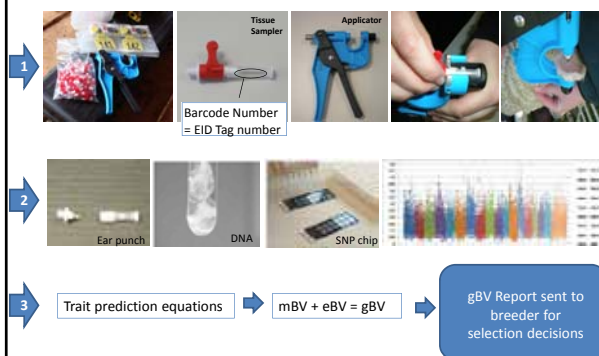 1
Tissue
Sampler
Applicator
Barcode Number
= EID Tag number
2
Ear punch
DNA
SNP chip
3
Trait prediction equations
mBV + eBV = gBV
gBV Report sent to
breeder for
selection decisions